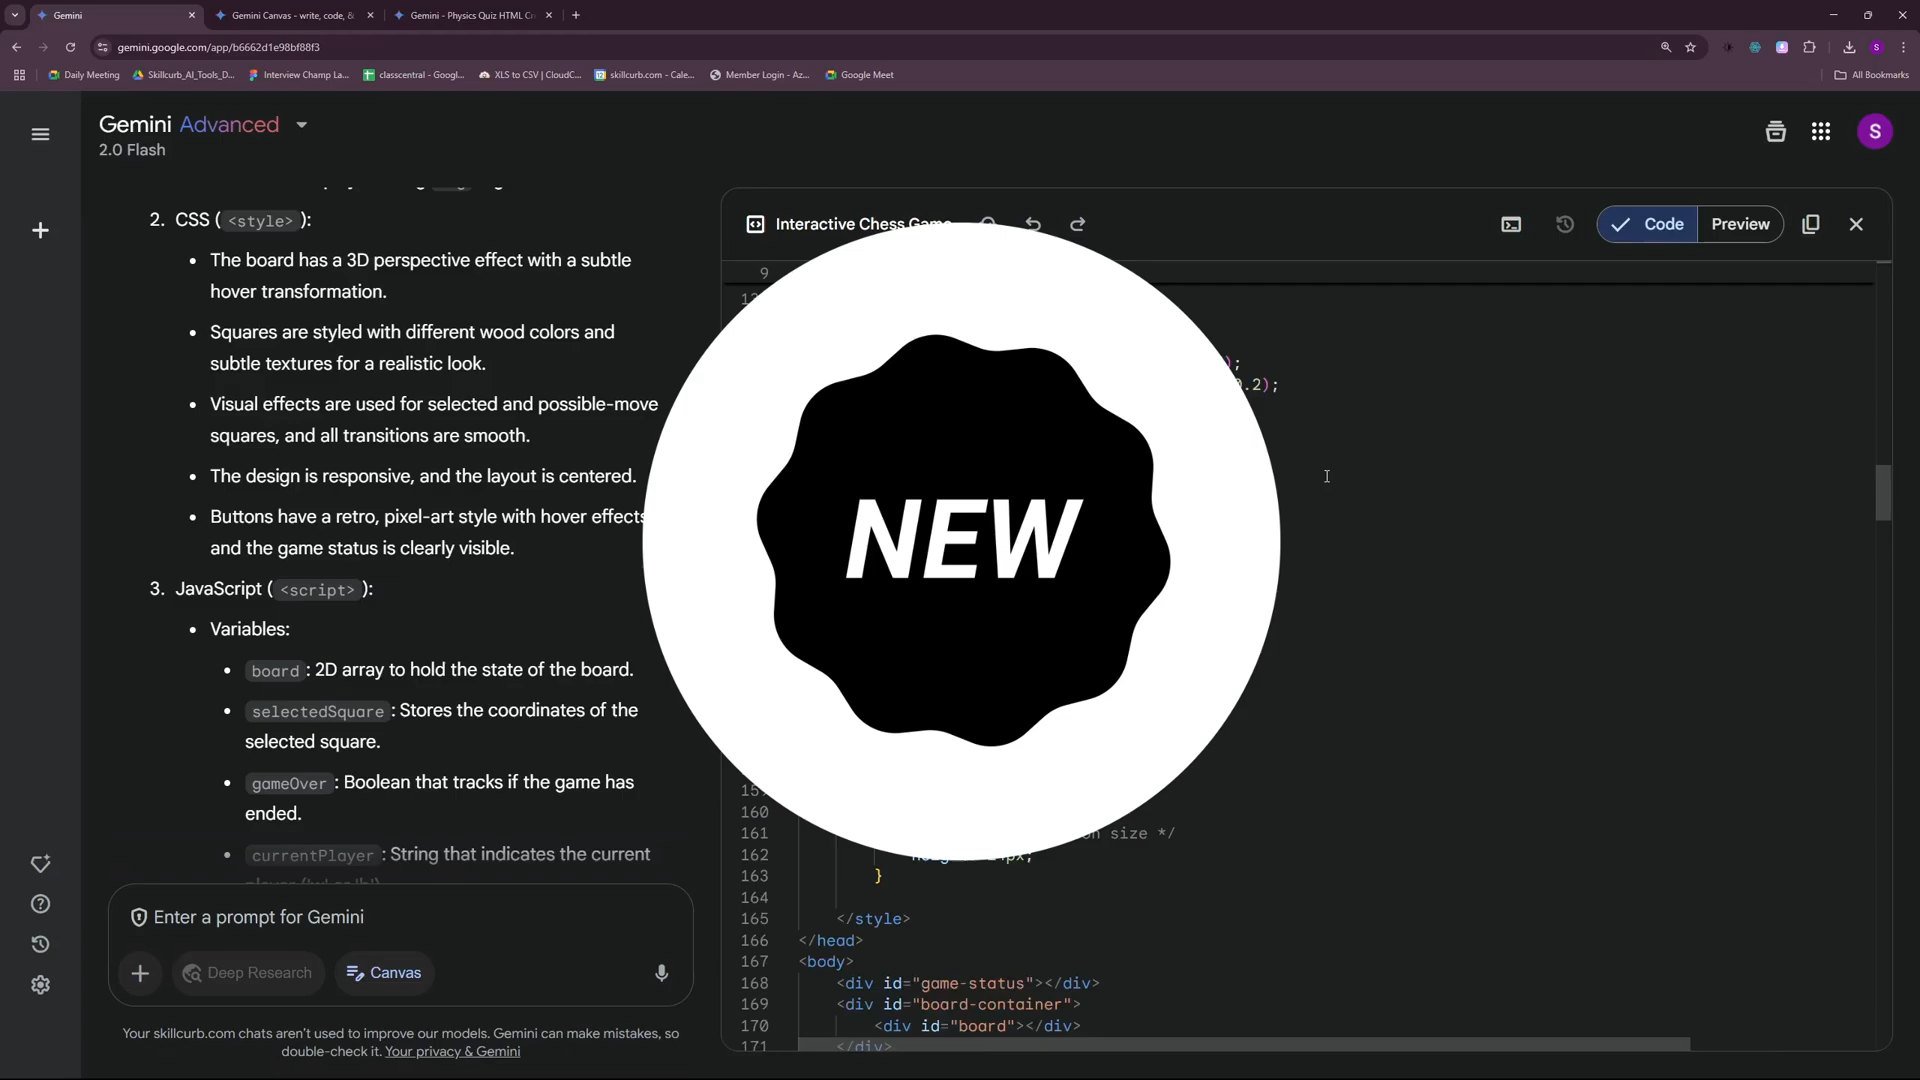 Gemini
Gemini Canvas - write, code, &
Gemini - Physics Quiz HTML Cr
gemini.google.com/app/b6662d1e98bf88f3
S
Daily Meeting
Skillcurb_AI_Tools_D...
Interview Champ La...
classcentral - Googl...
XLS to CSV | CloudC...
skillcurb.com - Cale...
Member Login - Az...
Google Meet
All Bookmarks
Gemini Advanced
2.0 Flash
S
2. CSS ( <style> ):
• The board has a 3D perspective effect with a subtle
hover transformation.
• Squares are styled with different wood colors and
subtle textures for a realistic look.
• Visual effects are used for selected and possible-move
squares, and all transitions are smooth.
• The design is responsive, and the layout is centered.
• Buttons have a retro, pixel-art style with hover effects
and the game status is clearly visible.
3. JavaScript ( <script> ):
• Variables:
• board : 2D array to hold the state of the board.
• selectedSquare : Stores the coordinates of the
selected square.
• gameOver : Boolean that tracks if the game has
ended.
• currentPlayer : String that indicates the current
Enter a prompt for Gemini
Deep Research
Canvas
Your skillcurb.com chats aren't used to improve our models. Gemini can make mistakes, so
double-check it. Your privacy & Gemini
Interactive Chess Game
Code
Preview
9
);
0.2);
NEW
160
161 size */
162
163 }
164
165 </style>
166 </head>
167 <body>
168 <div id="game-status"></div>
169 <div id="board-container">
170 <div id="board"></div>
171 </div>